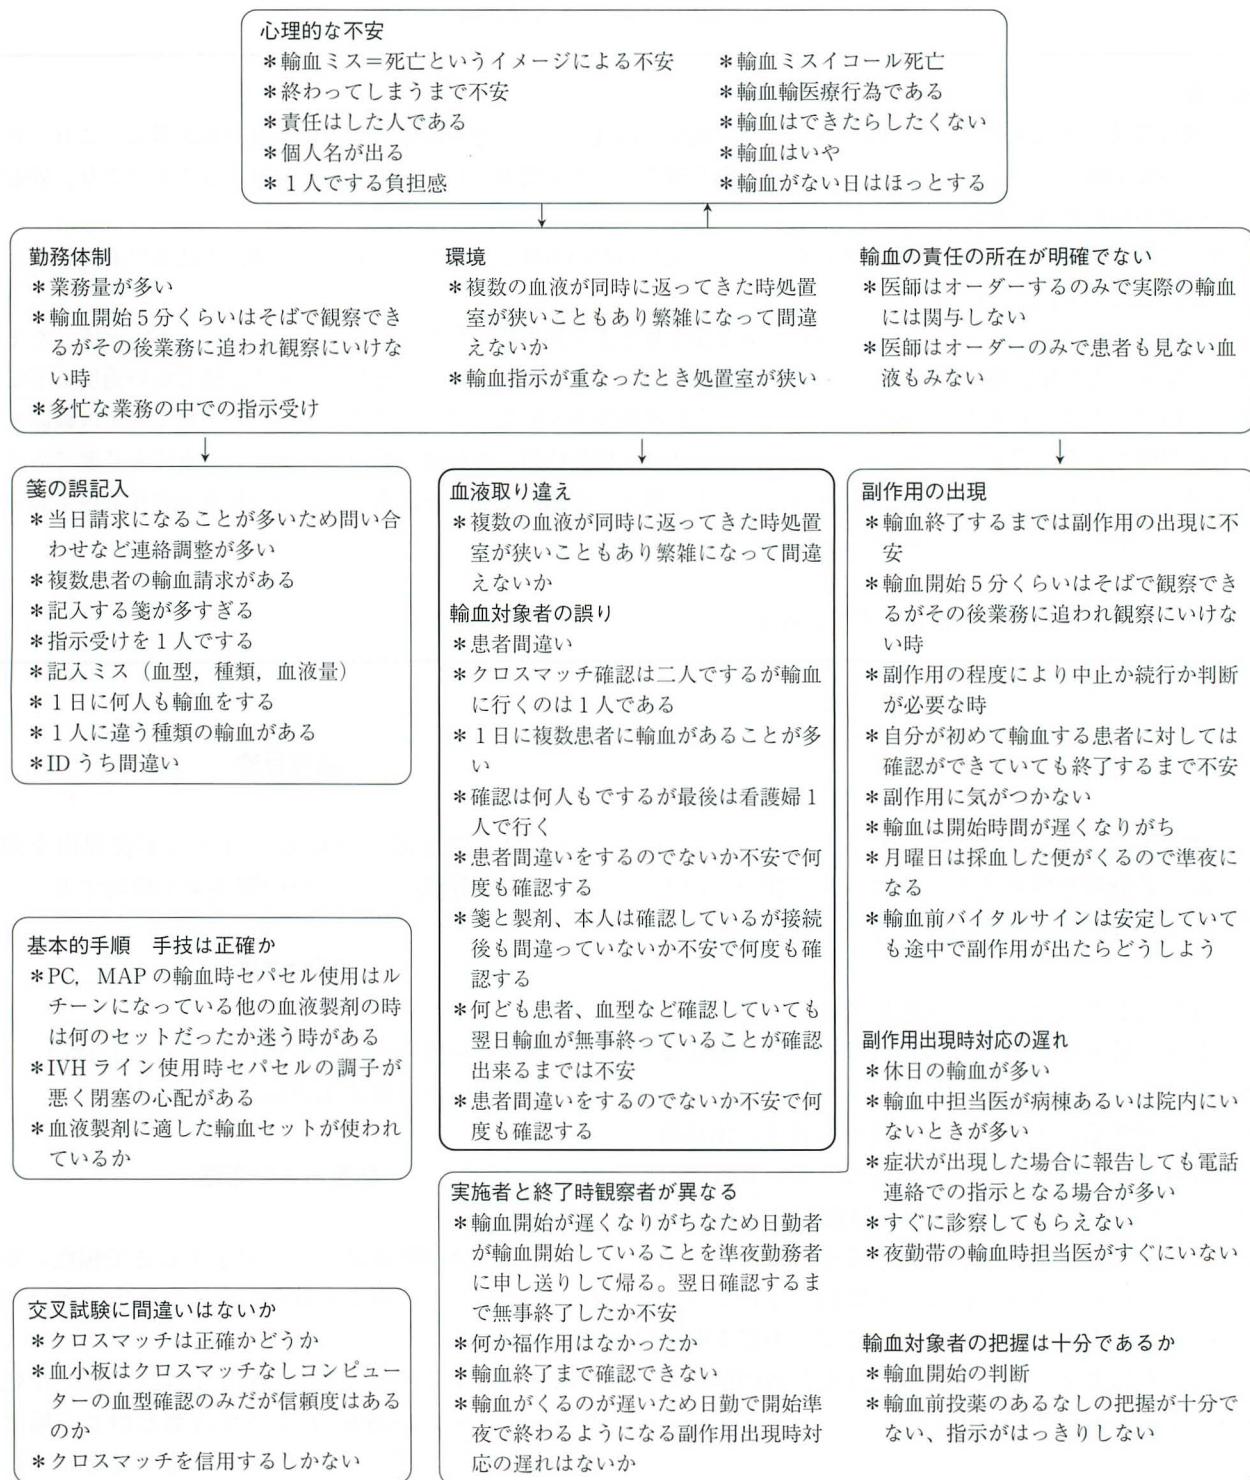 心理的な不安
＊輸血ミス＝死亡というイメージによる不安
＊終わってしまうまで不安
＊責任はした人である
＊個人名が出る
＊1人でする負担感
＊輸血ミスイコール死亡
＊輸血輸医療行為である
＊輸血はできたらしたくない
＊輸血はいや
＊輸血がない日はほっとする
勤務体制
＊業務量が多い
＊輸血開始5分くらいはそばで観察でき
るがその後業務に追われ観察にいけな
い時
＊多忙な業務の中での指示受け
環境
＊複数の血液が同時に返ってきた時処置
室が狭いこともあり繁雑になって間違
えないか
＊輸血指示が重なったとき処置室が狭い
輸血の責任の所在が明確でない
＊医師はオーダーするのみで実際の輸血
には関与しない
＊医師はオーダーのみで患者も見ない血
液もみない
箋の誤記入
＊当日請求になることが多いため問い合
わせなど連絡調整が多い
＊複数患者の輸血請求がある
＊記入する箋が多すぎる
＊指示受けを1人でする
＊記入ミス（血型，種類，血液量）
＊1日に何人も輸血をする
＊1人に違う種類の輸血がある
＊IDうち間違い
基本的手順　手技は正確か
＊PC，MAPの輸血時セパセル使用はル
チーンになっている他の血液製剤の時
は何のセットだったか迷う時がある
＊IVHライン使用時セパセルの調子が
悪く閉塞の心配がある
＊血液製剤に適した輸血セットが使われ
ているか
交叉試験に間違いはないか
＊クロスマッチは正確かどうか
＊血小板はクロスマッチなしコンピュー
ターの血型確認のみだが信頼度はある
のか
＊クロスマッチを信用するしかない
血液取り違え
＊複数の血液が同時に返ってきた時処置
室が狭いこともあり繁雑になって間違
えないか
輸血対象者の誤り
＊患者間違い
＊クロスマッチ確認は二人でするが輸血
に行くのは1人である
＊1日に複数患者に輸血があることが多
い
＊確認は何人もでするが最後は看護婦1
人で行く
＊患者間違いをするのでないか不安で何
度も確認する
＊箋と製剤、本人は確認しているが接続
後も間違っていないか不安で何度も確
認する
＊何ども患者、血型など確認していても
翌日輸血が無事終っていることが確認
出来るまでは不安
＊患者間違いをするのでないか不安で何
度も確認する
実施者と終了時観察者が異なる
＊輸血開始が遅くなりがちなため日勤者
が輸血開始していることを準夜勤務者
に申し送りして帰る。翌日確認するま
で無事終了したか不安
＊何か福作用はなかったか
＊輸血終了まで確認できない
＊輸血がくるのが遅いため日勤で開始準
夜で終わるようになる副作用出現時対
応の遅れはないか
副作用の出現
＊輸血終了するまでは副作用の出現に不
安
＊輸血開始5分くらいはそばで観察でき
るがその後業務に追われ観察にいけな
い時
＊副作用の程度により中止か続行か判断
が必要な時
＊自分が初めて輸血する患者に対しては
確認ができていても終了するまで不安
＊副作用に気がつかない
＊輸血は開始時間が遅くなりがち
＊月曜日は採血した便がくるので準夜に
なる
＊輸血前バイタルサインは安定していて
も途中で副作用が出たらどうしよう
副作用出現時対応の遅れ
＊休日の輸血が多い
＊輸血中担当医が病棟あるいは院内にい
ないときが多い
＊症状が出現した場合に報告しても電話
連絡での指示となる場合が多い
＊すぐに診察してもらえない
＊夜勤帯の輸血時担当医がすぐにいない
輸血対象者の把握は十分であるか
＊輸血開始の判断
＊輸血前投薬のあるなしの把握が十分で
ない、指示がはっきりしない